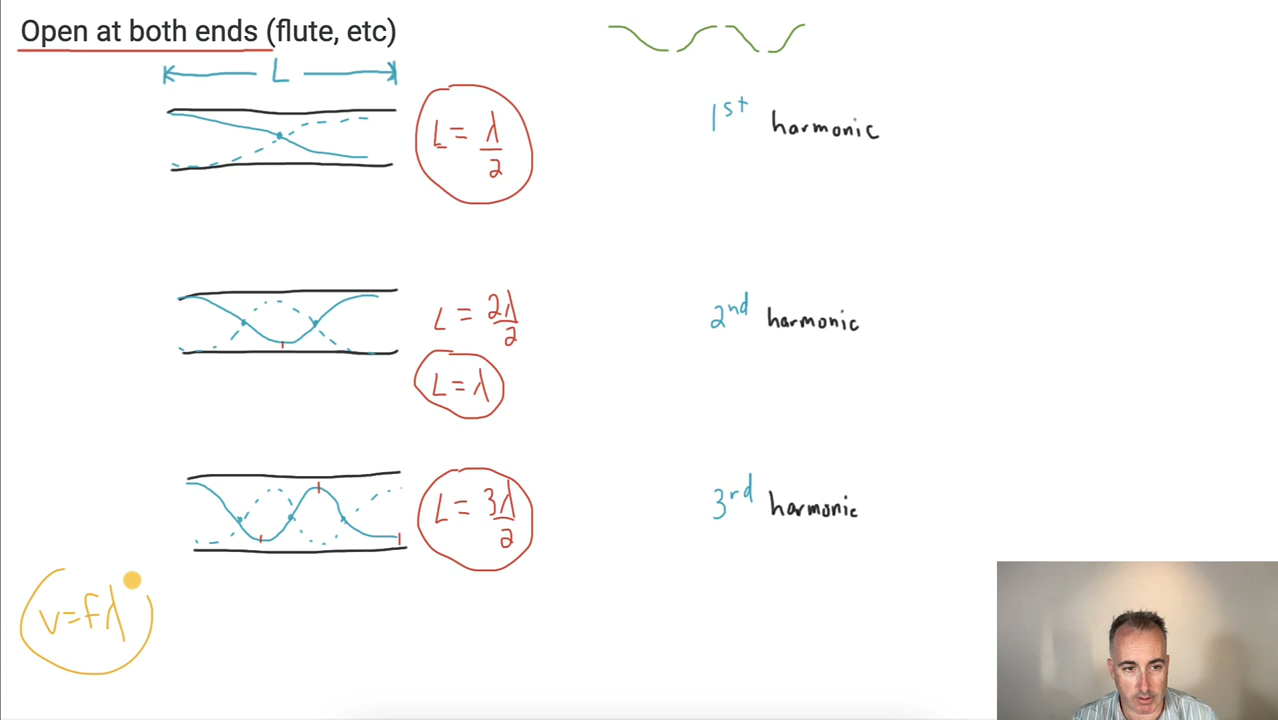 Open at both ends (flute, etc)
L
L = λ/2
1st harmonic
L = 2λ/2
2nd harmonic
L = λ
L = 3λ/2
3rd harmonic
v=fλ